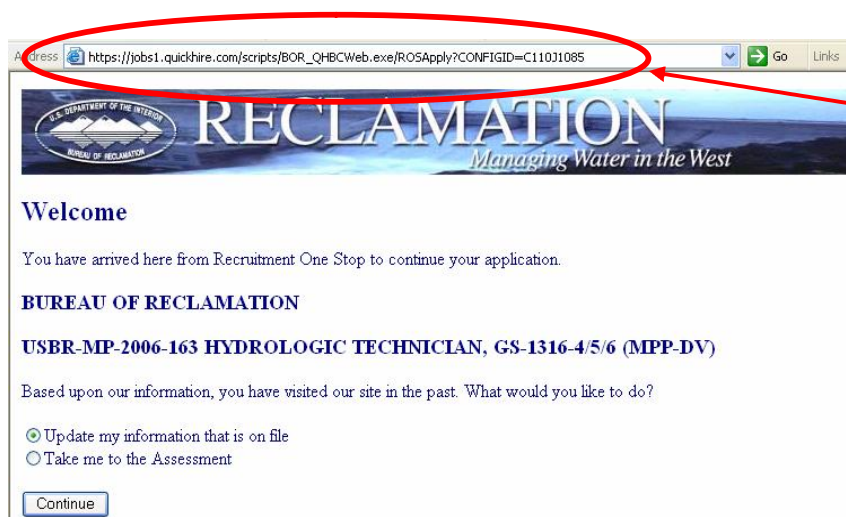 Address https://jobs1.quickhire.com/scripts/BOR_QHBCWeb.exe/ROSApply?CONFIGID=C110J1085 Go Links
U.S. DEPARTMENT OF THE INTERIOR
BUREAU OF RECLAMATION
RECLAMATION
Managing Water in the West
Welcome
You have arrived here from Recruitment One Stop to continue your application.
BUREAU OF RECLAMATION
USBR-MP-2006-163 HYDROLOGIC TECHNICIAN, GS-1316-4/5/6 (MPP-DV)
Based upon our information, you have visited our site in the past. What would you like to do?
Update my information that is on file
Take me to the Assessment
Continue